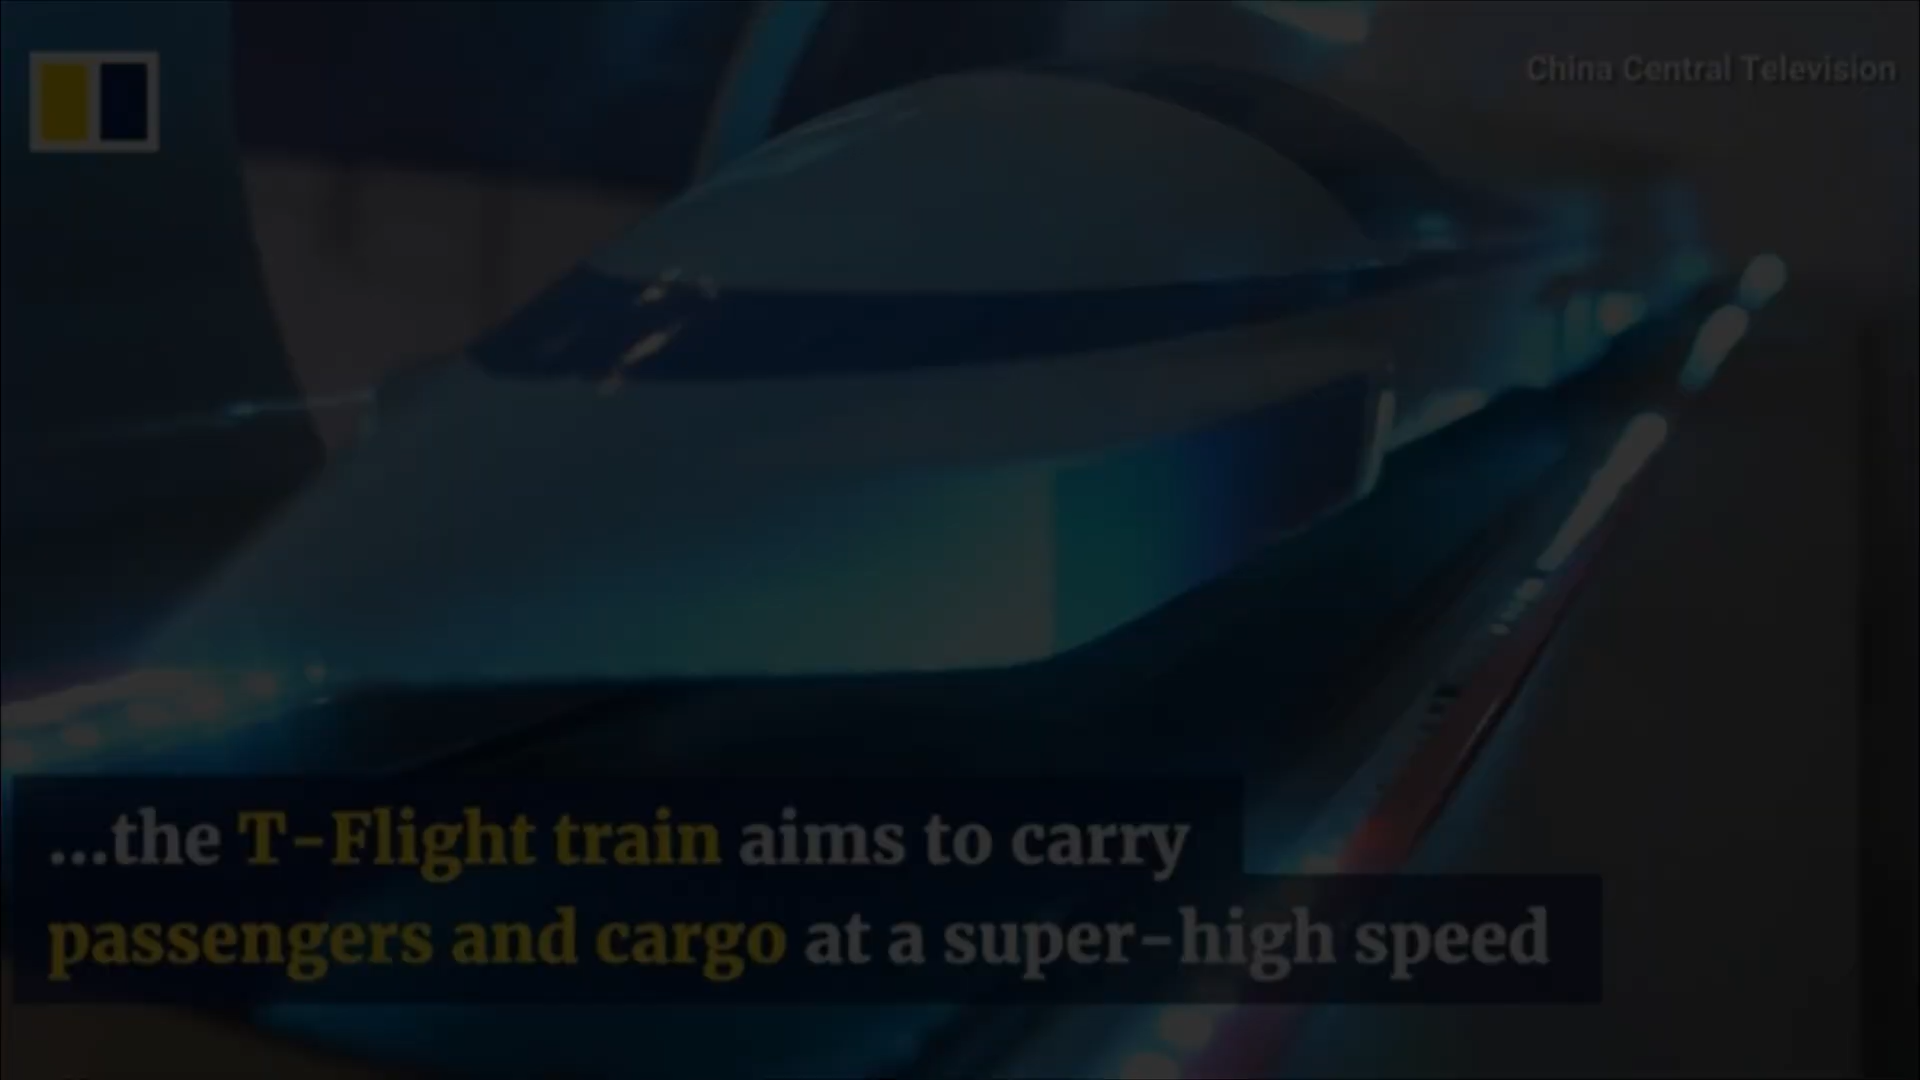 China Central Television
...the T-Flight train aims to carry
passengers and cargo at a super-high speed